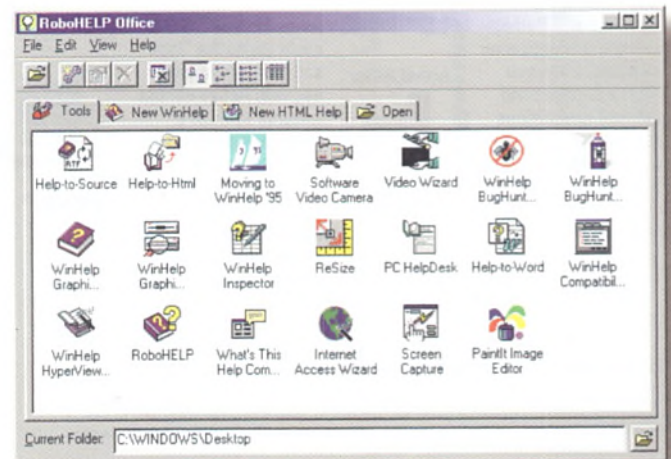 RoboHELP Office
File Edit View Help
Tools New WinHelp New HTML Help Open
Help-to-Source Help-to-Html Moving to WinHelp '95 Software Video Camera Video Wizard WinHelp BugHunt... WinHelp BugHunt...
WinHelp Graphi... WinHelp Graphi... WinHelp Inspector ReSize PC HelpDesk Help-to-Word WinHelp Compatibil...
WinHelp HyperView... RoboHELP What's This Help Com... Internet Access Wizard Screen Capture PaintIt Image Editor
Current Folder: C:\WINDOWS\Desktop